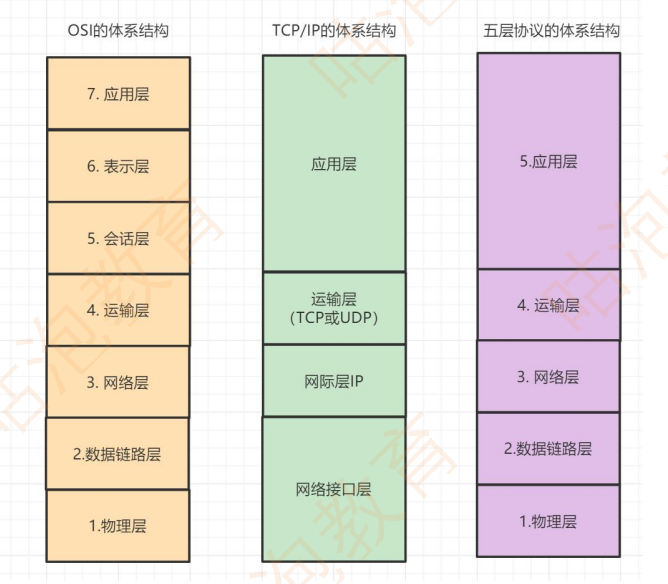 OSI的体系结构
7. 应用层
6. 表示层
5. 会话层
4. 运输层
3. 网络层
2.数据链路层
1.物理层
TCP/IP的体系结构
应用层
运输层
(TCP或UDP)
网际层IP
网络接口层
五层协议的体系结构
5.应用层
4. 运输层
3. 网络层
2.数据链路层
1.物理层
咕泡教育